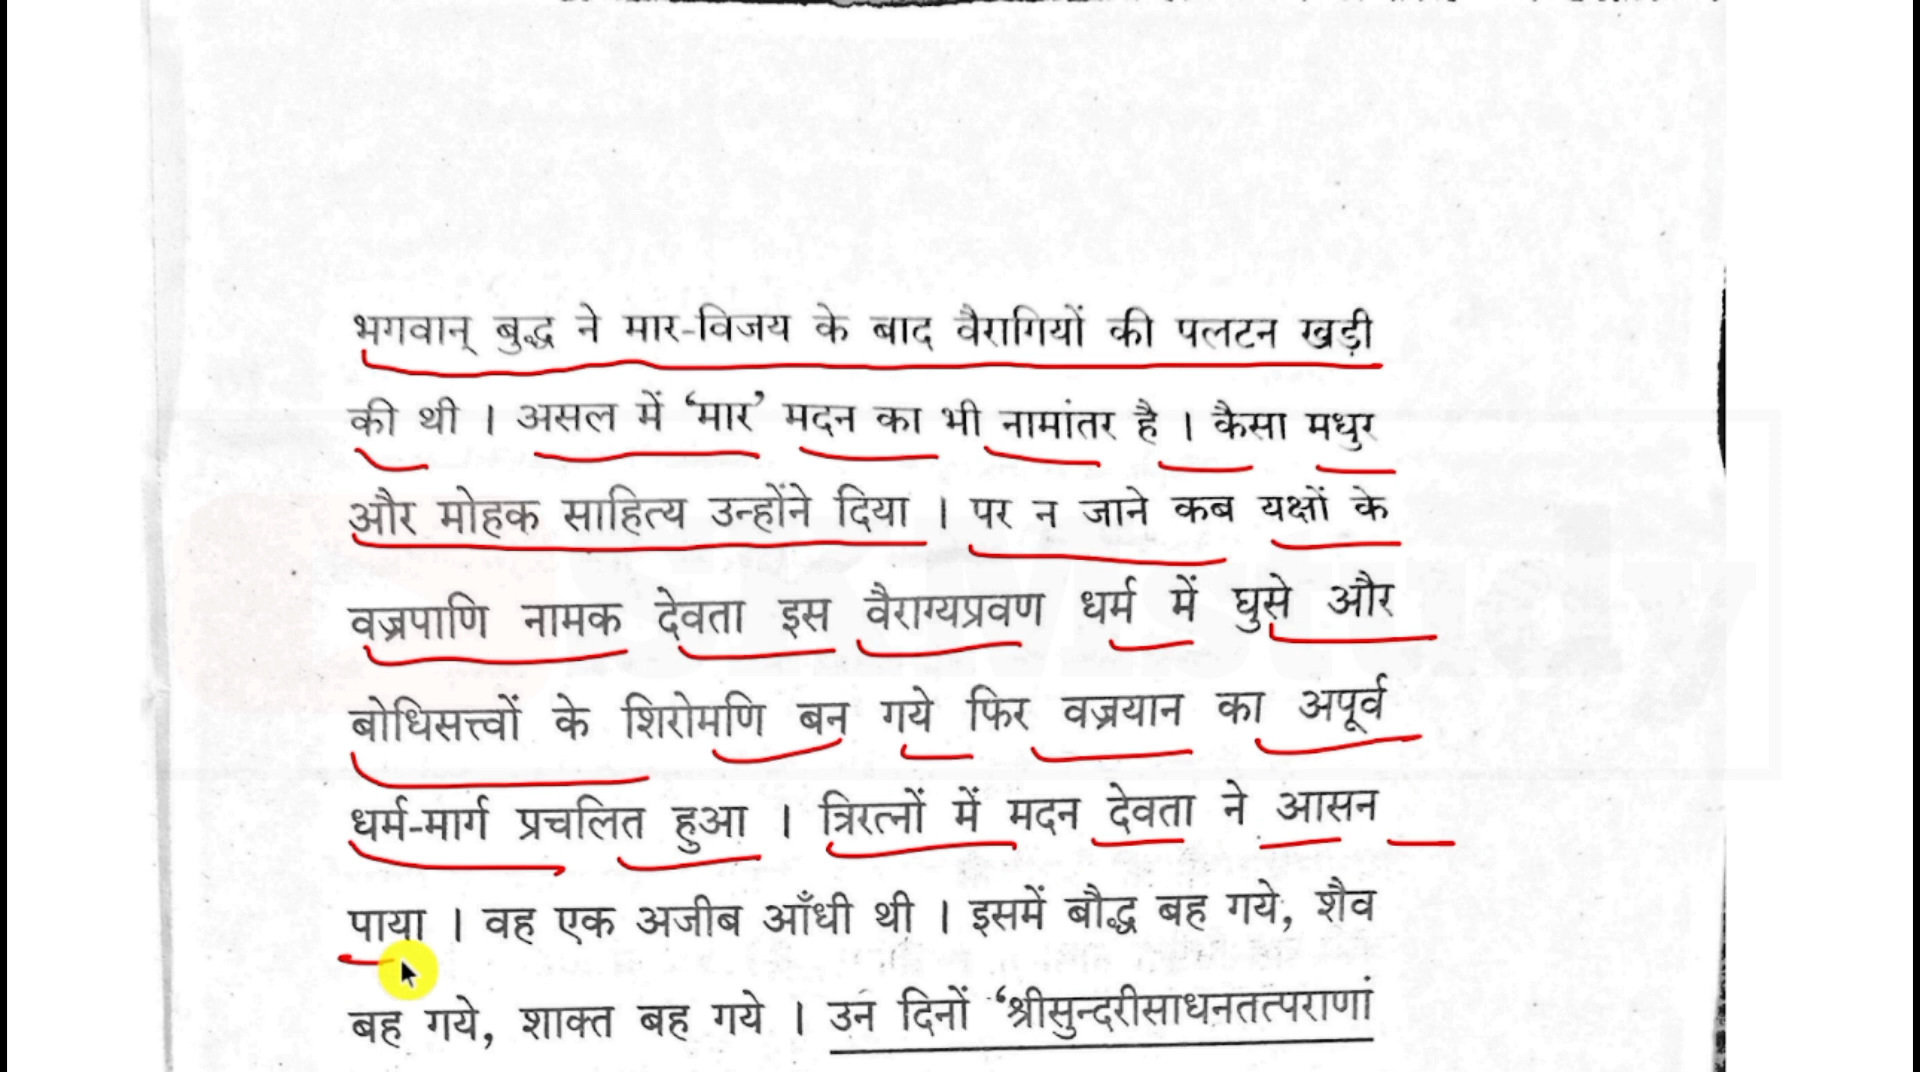 भगवान् बुद्ध ने मार-विजय के बाद वैरागियों की पलटन खड़ी
की थी । असल में ‘मार’ मदन का भी नामांतर है । कैसा मधुर
और मोहक साहित्य उन्होंने दिया । पर न जाने कब यक्षों के
वज्रपाणि नामक देवता इस वैराग्यप्रवण धर्म में घुसे और
बोधिसत्त्वों के शिरोमणि बन गये फिर वज्रयान का अपूर्व
धर्म-मार्ग प्रचलित हुआ । त्रिरत्नों में मदन देवता ने आसन
पाया । वह एक अजीब आँधी थी । इसमें बौद्ध बह गये, शैव
बह गये, शाक्त बह गये । उन दिनों ‘श्रीसुन्दरीसाधनतत्पराणां